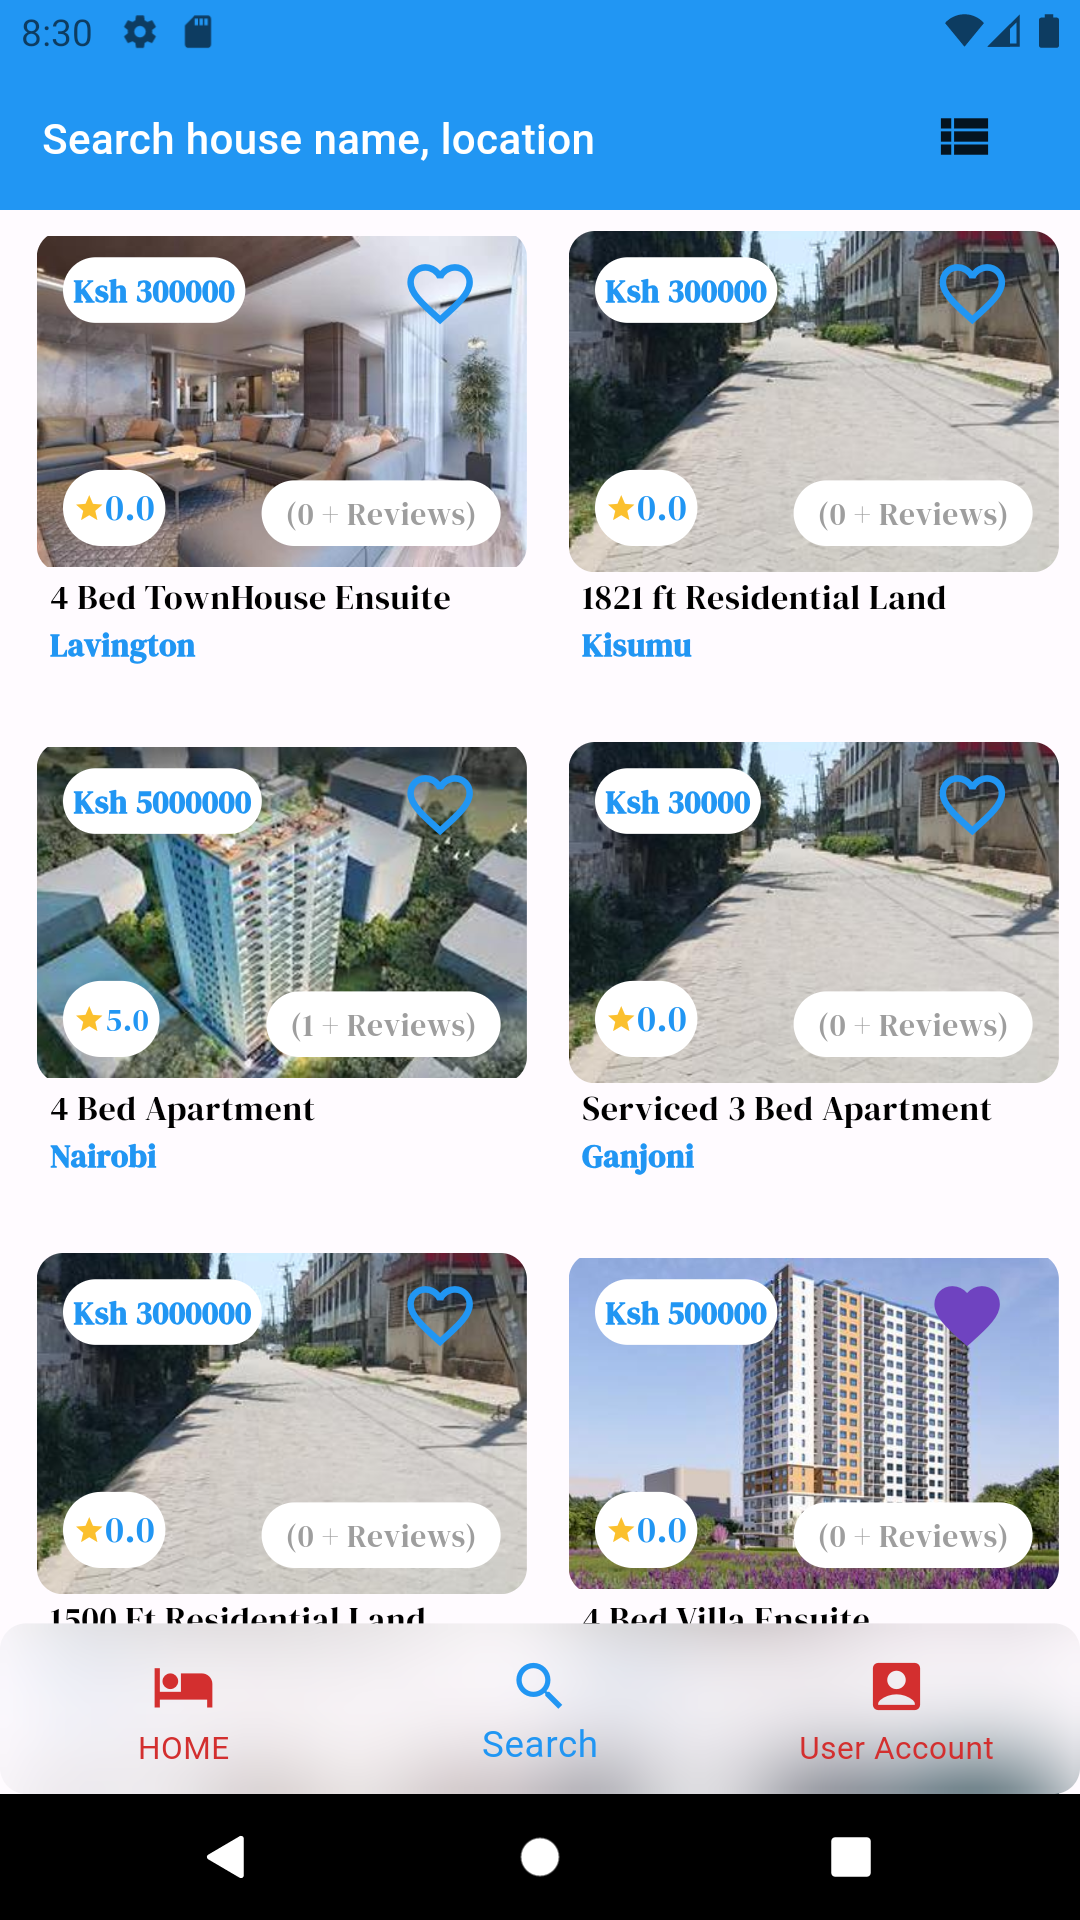 8:30
Search house name, location
Ksh 300000
0.0
(0 + Reviews)
4 Bed TownHouse Ensuite
Lavington
Ksh 300000
0.0
(0 + Reviews)
1821 ft Residential Land
Kisumu
Ksh 5000000
5.0
(1 + Reviews)
4 Bed Apartment
Nairobi
Ksh 30000
0.0
(0 + Reviews)
Serviced 3 Bed Apartment
Ganjoni
Ksh 3000000
0.0
(0 + Reviews)
1500 Ft Residential Land
Ksh 500000
0.0
(0 + Reviews)
4 Bed Villa Ensuite
HOME
Search
User Account